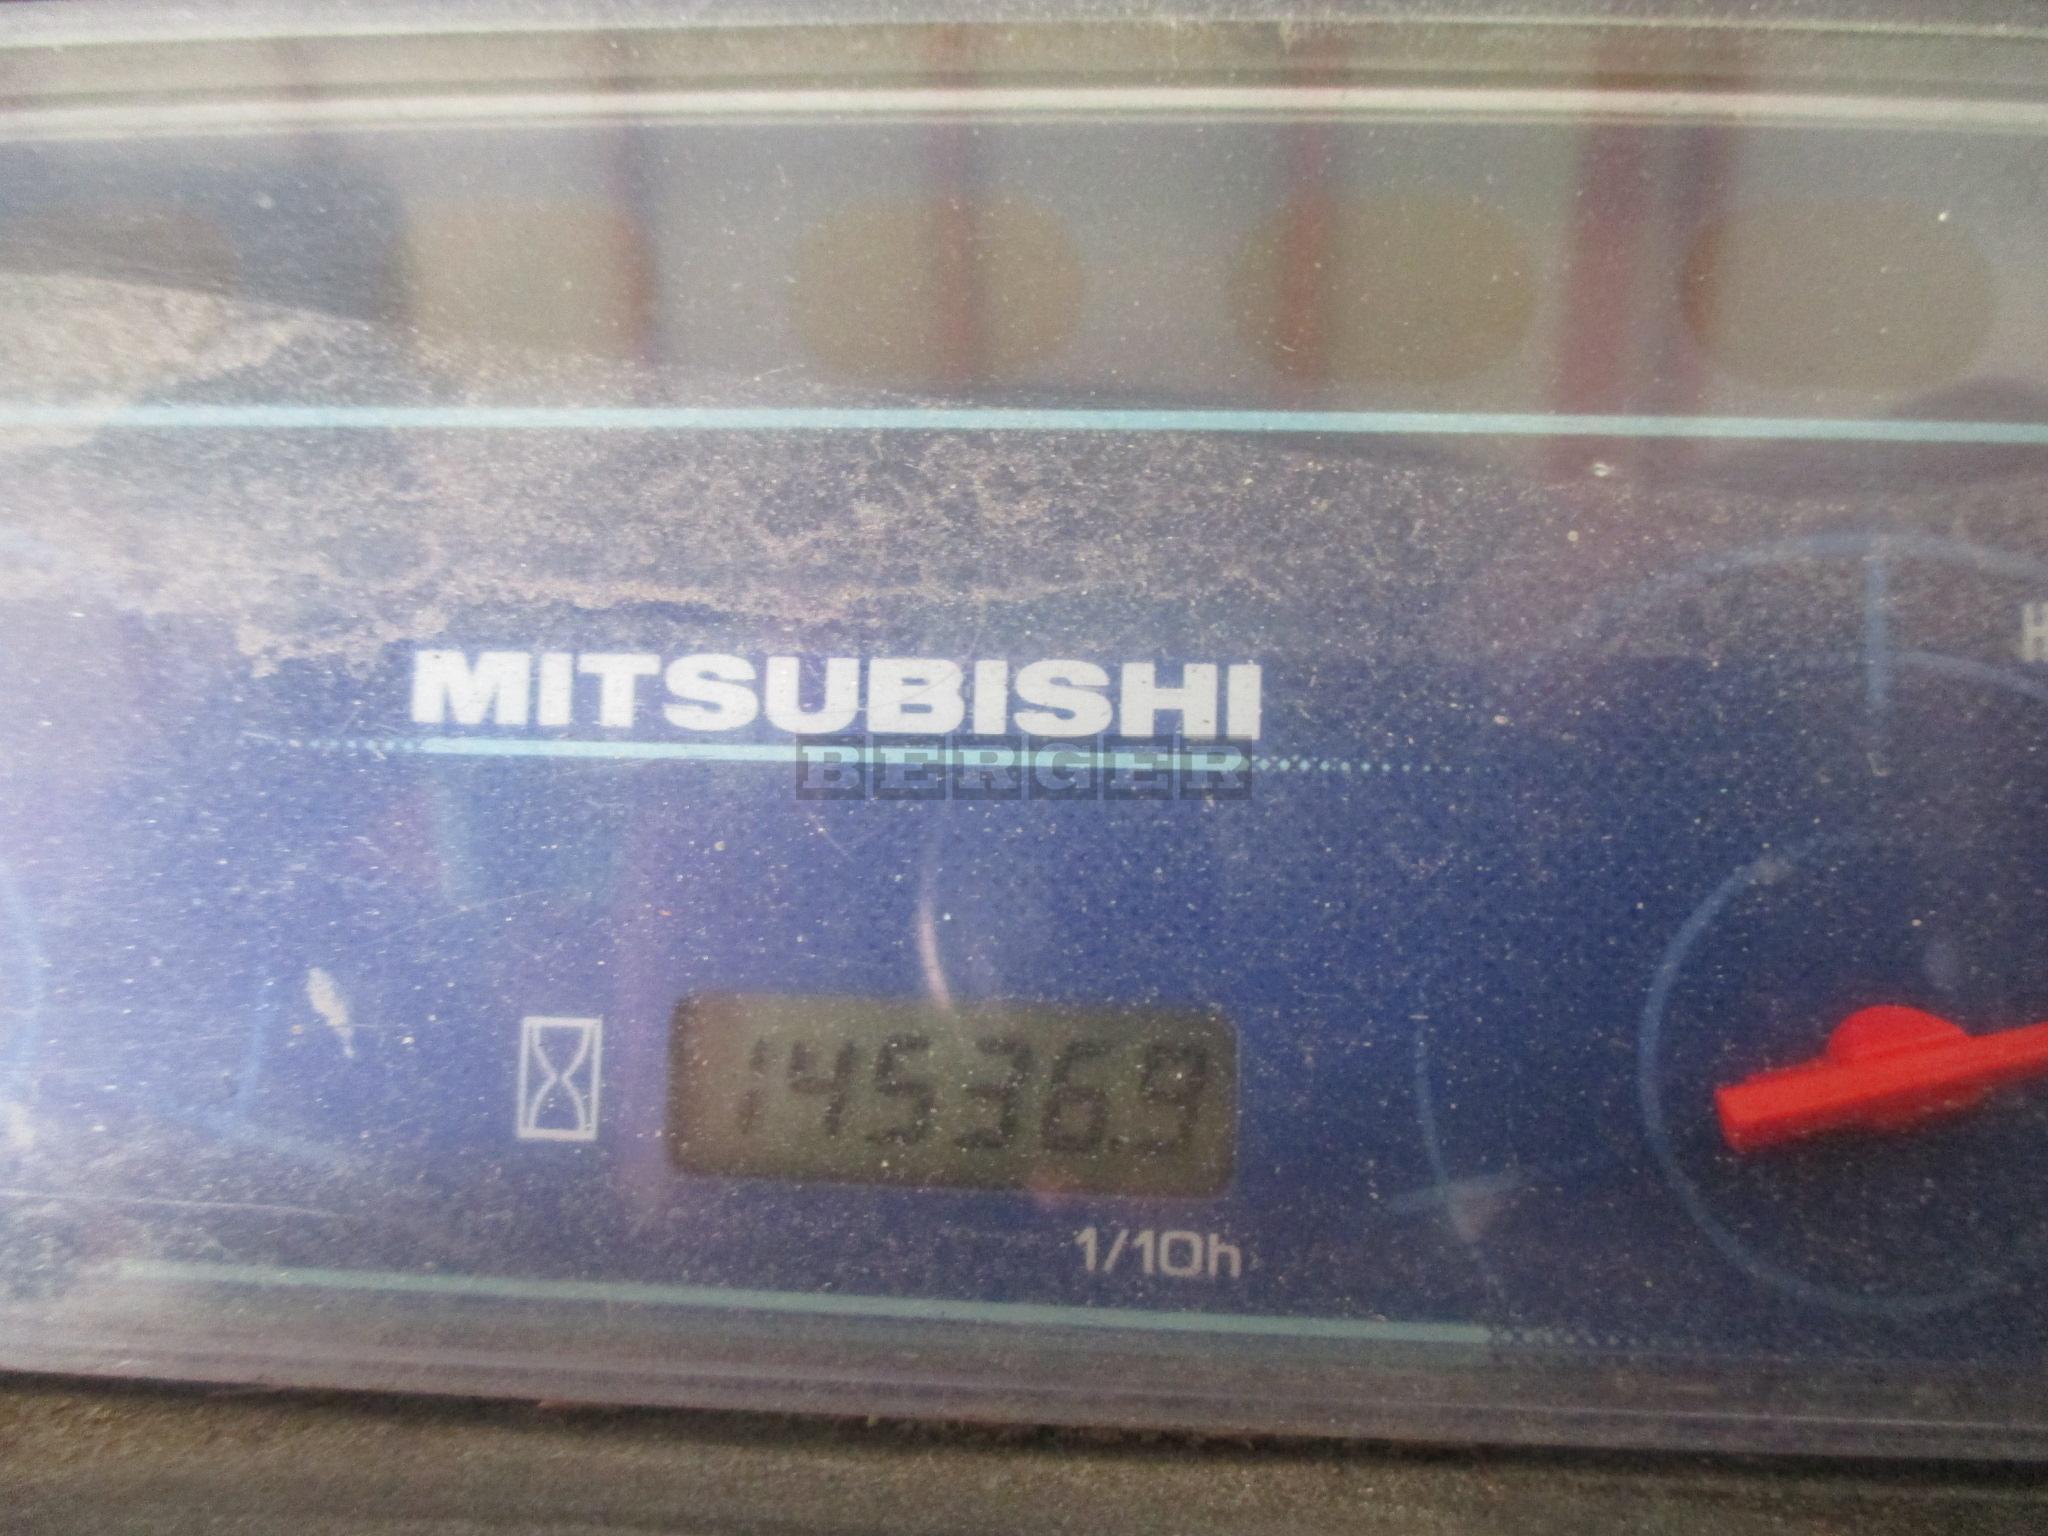 H
MITSUBISHI
BERGER
14536.9
1/10h